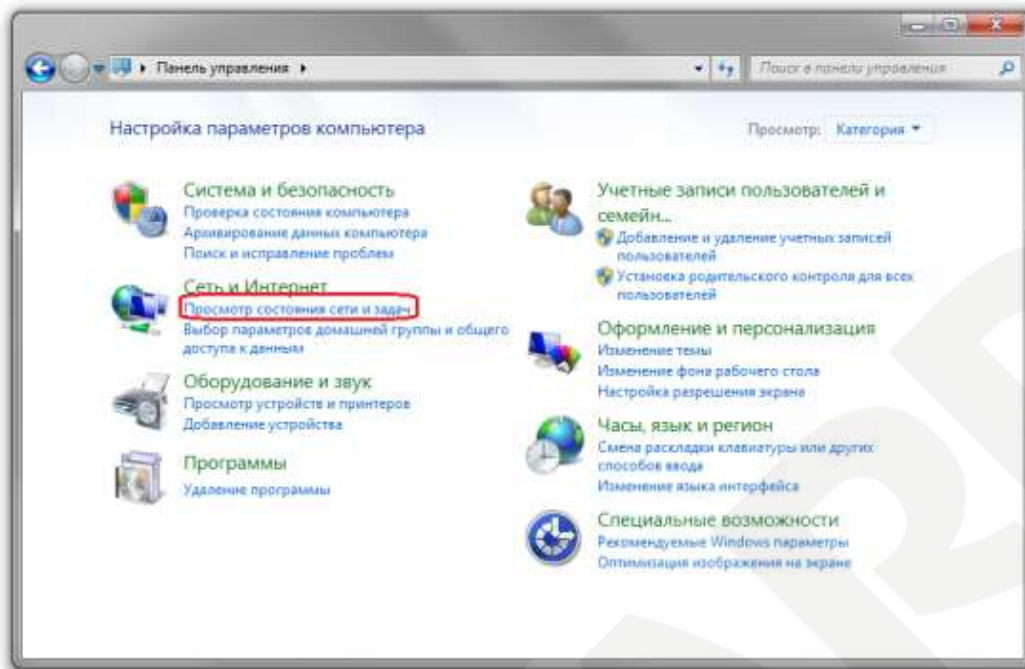 Панель управления
Поиск в панели управления
Настройка параметров компьютера
Просмотр: Категория
Система и безопасность
Проверка состояния компьютера
Архивирование данных компьютера
Поиск и исправление проблем
Сеть и Интернет
Просмотр состояния сети и задач
Выбор параметров домашней группы и общего
доступа к данным
Оборудование и звук
Просмотр устройств и принтеров
Добавление устройства
Программы
Удаление программы
Учетные записи пользователей и
семейн...
Добавление и удаление учетных записей
пользователей
Установка родительского контроля для всех
пользователей
Оформление и персонализация
Изменение темы
Изменение фона рабочего стола
Настройка разрешения экрана
Часы, язык и регион
Смена раскладки клавиатуры или других
способов ввода
Изменение языка интерфейса
Специальные возможности
Рекомендуемые Windows параметры
Оптимизация изображения на экране